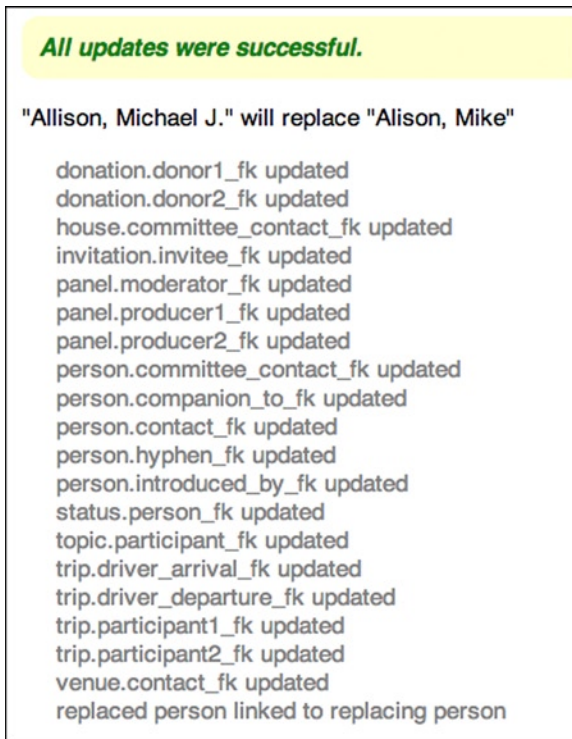 All updates were successful.
"Allison, Michael J." will replace "Alison, Mike"
donation.donor1_fk updated
donation.donor2_fk updated
house.committee_contact_fk updated
invitation.invitee_fk updated
panel.moderator_fk updated
panel.producer1_fk updated
panel.producer2_fk updated
person.committee_contact_fk updated
person.companion_to_fk updated
person.contact_fk updated
person.hyphen_fk updated
person.introduced_by_fk updated
status.person_fk updated
topic.participant_fk updated
trip.driver_arrival_fk updated
trip.driver_departure_fk updated
trip.participant1_fk updated
trip.participant2_fk updated
venue.contact_fk updated
replaced person linked to replacing person